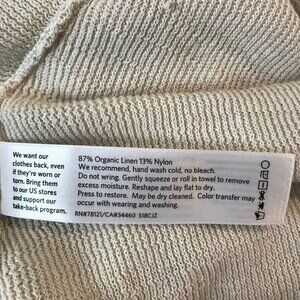 We want our
clothes back, even
if they're worn or
torn. Bring them
to our US stores
and support our
take-back program.
87% Organic Linen 13% Nylon
We recommend, hand wash cold, no bleach.
Do not wring. Gently squeeze or roll in towel to remove
excess moisture. Reshape and lay flat to dry.
Press to restore. May be dry cleaned. Color transfer may
occur with wearing and washing.
RN#78121/CA#34460 S18CJZ